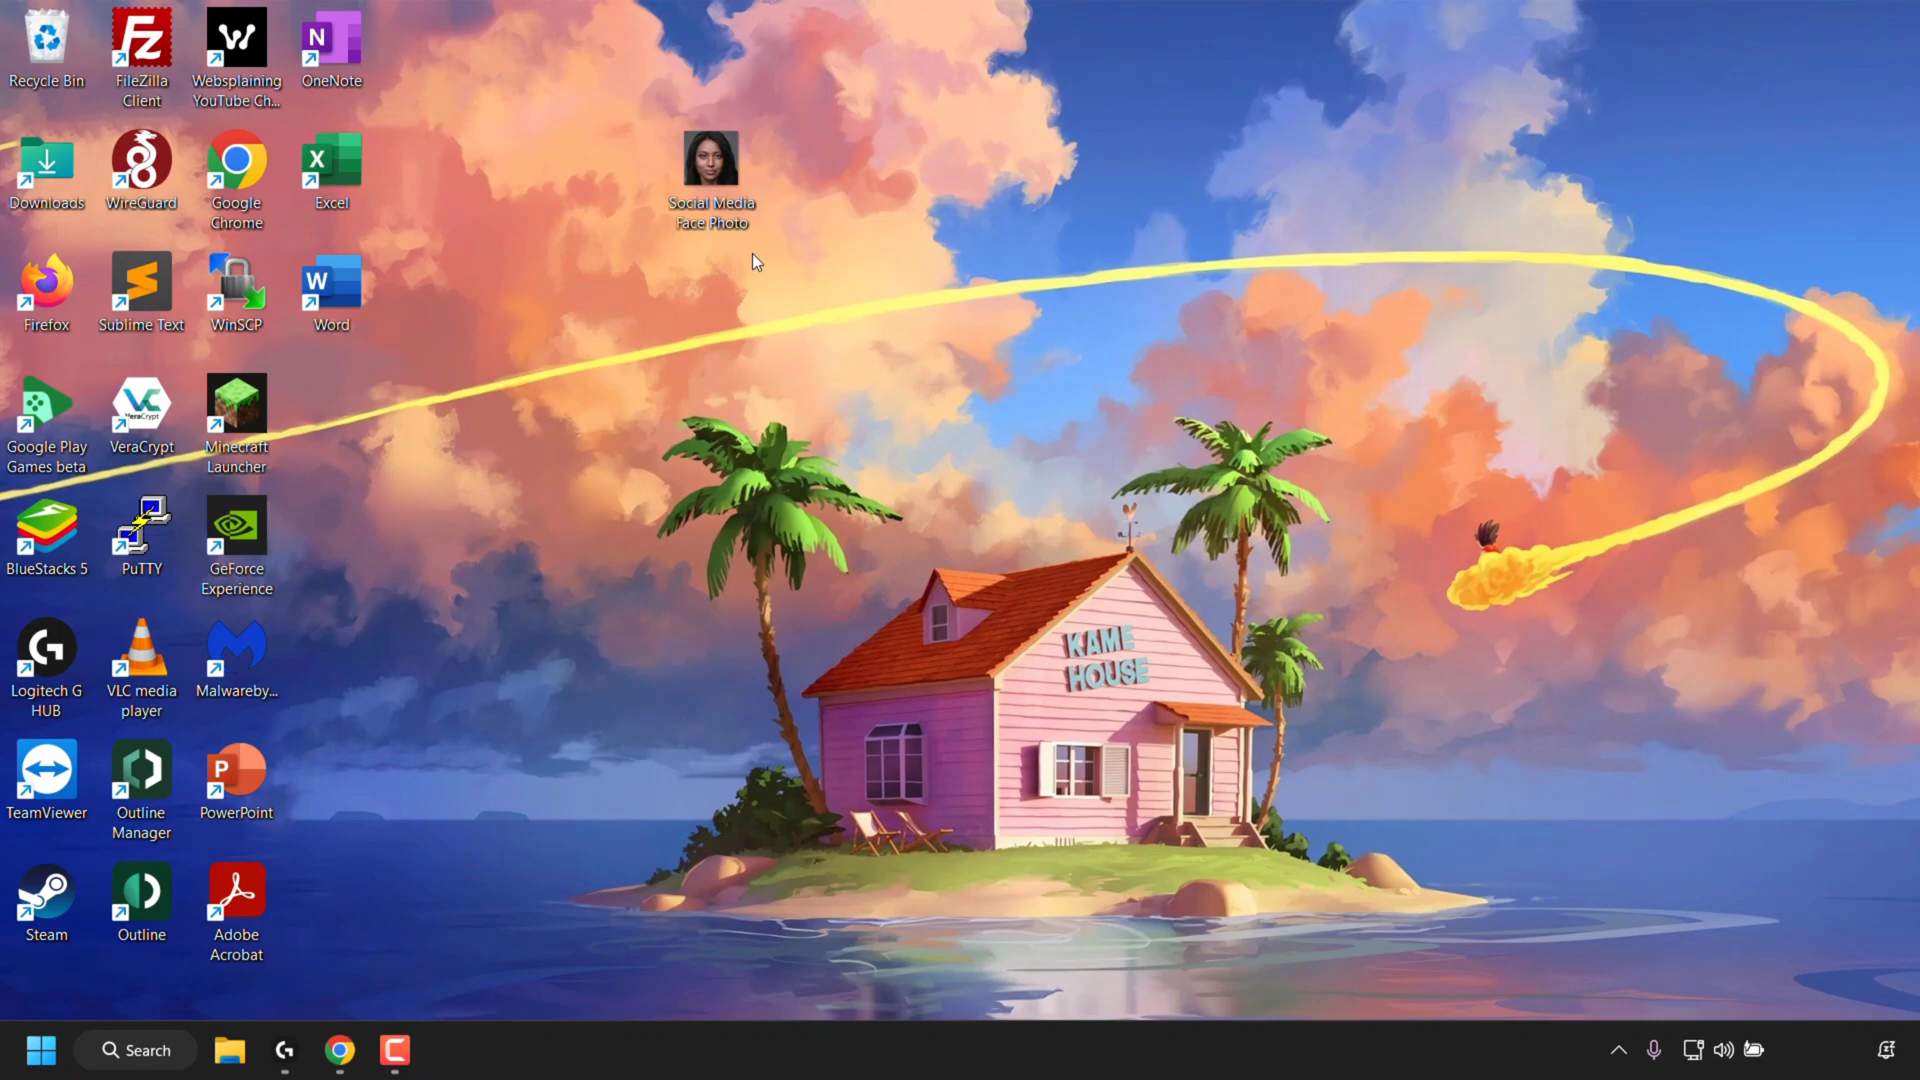 Recycle Bin
FileZilla
Client
Websplaining
YouTube Ch...
OneNote
Downloads
WireGuard
Google
Chrome
Excel
Social Media
Face Photo
Firefox
Sublime Text
WinSCP
Word
Google Play
Games beta
VeraCrypt
VeraCrypt
Minecraft
Launcher
BlueStacks 5
PuTTY
GeForce
Experience
Logitech G
HUB
VLC media
player
Malwareby...
KAME
HOUSE
TeamViewer
Outline
Manager
PowerPoint
Steam
Outline
Adobe
Acrobat
Search